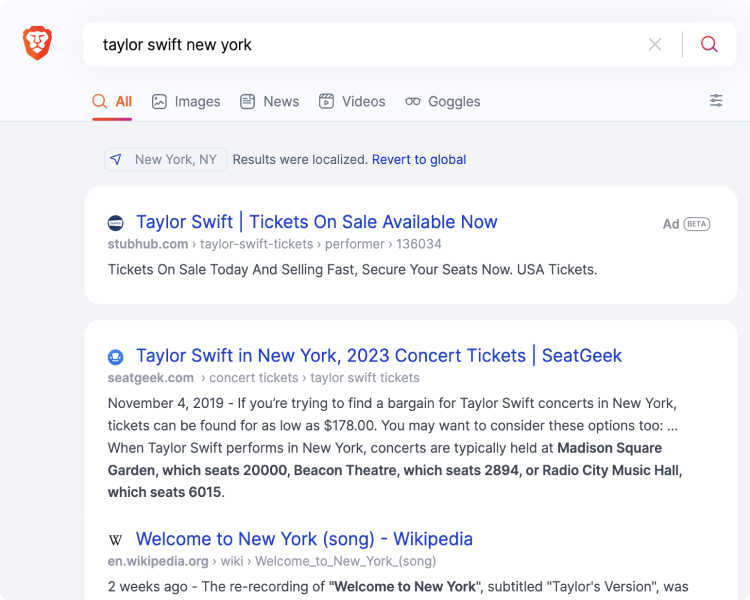 taylor swift new york
All Images News Videos Goggles
New York, NY Results were localized. Revert to global
Taylor Swift | Tickets On Sale Available Now
Ad BETA
stubhub.com › taylor-swift-tickets › performer › 136034
Tickets On Sale Today And Selling Fast, Secure Your Seats Now. USA Tickets.
Taylor Swift in New York, 2023 Concert Tickets | SeatGeek
seatgeek.com › concert tickets › taylor swift tickets
November 4, 2019 - If you’re trying to find a bargain for Taylor Swift concerts in New York,
tickets can be found for as low as $178.00. You may want to consider these options too: ...
When Taylor Swift performs in New York, concerts are typically held at Madison Square
Garden, which seats 20000, Beacon Theatre, which seats 2894, or Radio City Music Hall,
which seats 6015.
W Welcome to New York (song) - Wikipedia
en.wikipedia.org › wiki › Welcome_to_New_York_(song)
2 weeks ago - The re-recording of "Welcome to New York", subtitled "Taylor's Version", was